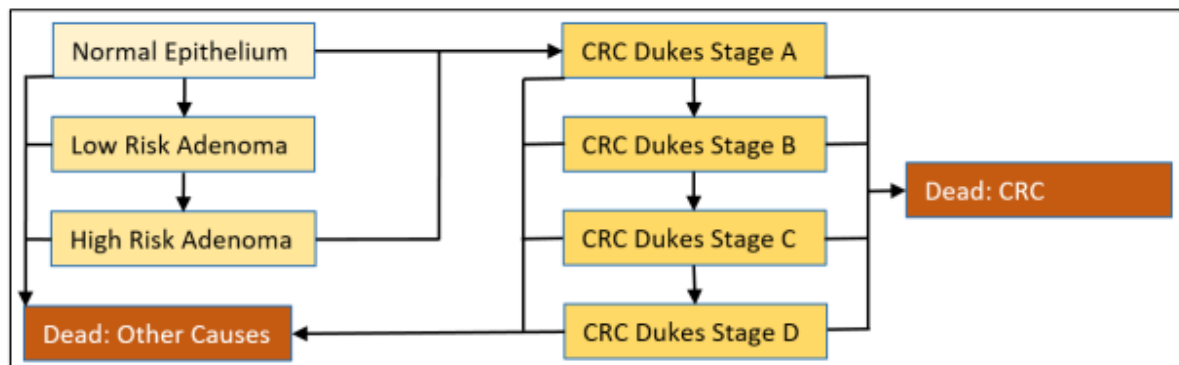 Normal Epithelium
Low Risk Adenoma
High Risk Adenoma
Dead: Other Causes
CRC Dukes Stage A
CRC Dukes Stage B
CRC Dukes Stage C
CRC Dukes Stage D
Dead: CRC